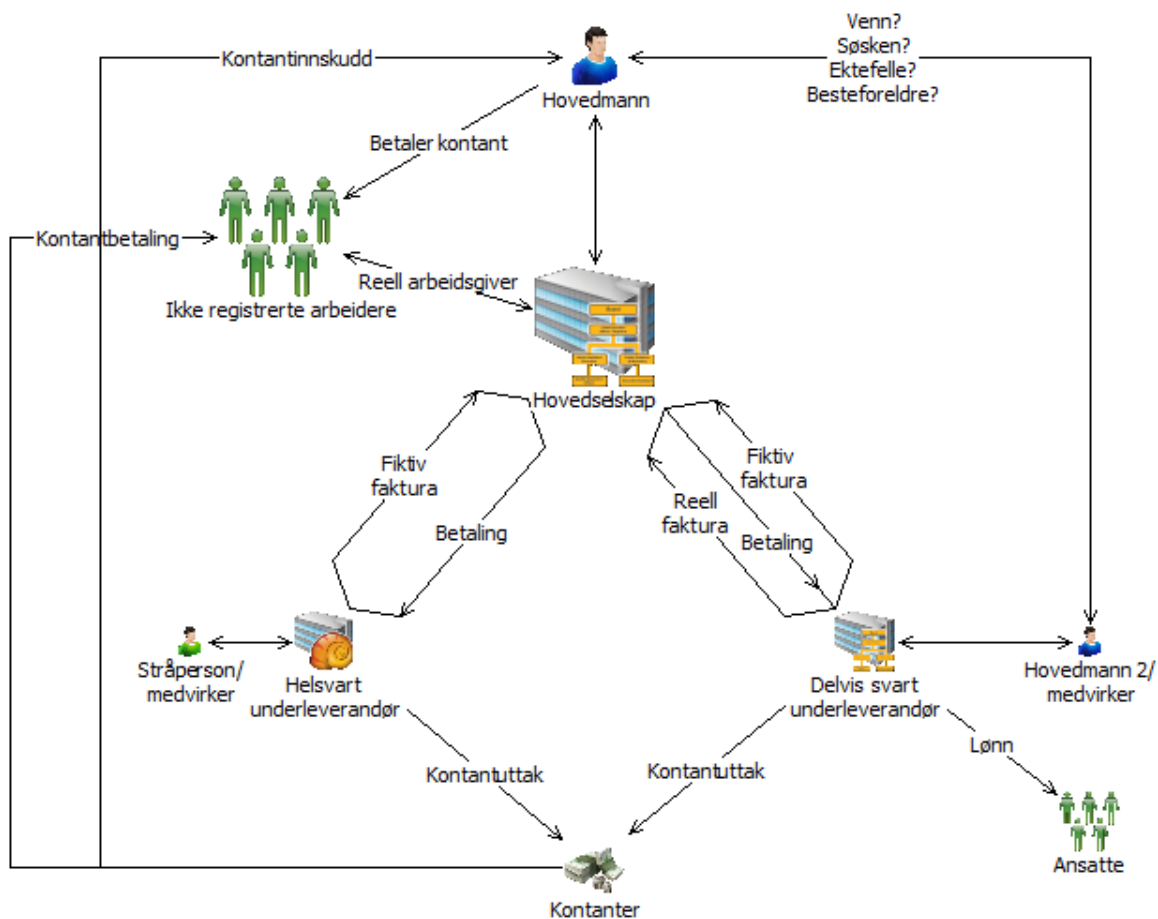 Venn?
Søsken?
Ektefelle?
Besteforeldre?
Kontantinnskudd
Hovedmann
Betaler kontant
Kontantbetaling
Reell arbeidsgiver
Ikke registrerte arbeidere
Hovedselskap
Fiktiv
faktura
Betaling
Fiktiv
faktura
Reell
faktura
Betaling
Stråperson/
medvirker
Helsvart
underleverandør
Delvis svart
underleverandør
Hovedmann 2/
medvirker
Lønn
Kontantuttak
Kontantuttak
Ansatte
Kontanter